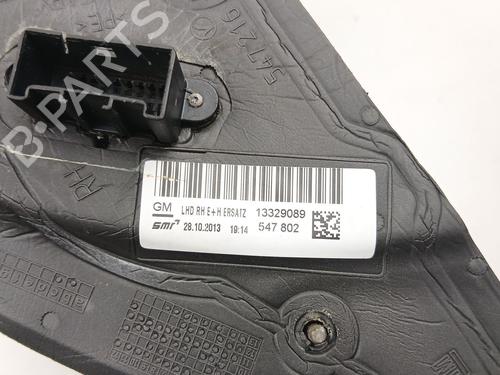 547216
RH
GM LHD RH E+H ERSATZ 13329089
SMR 28.10.2013 19:14 547 802
B-PARTS